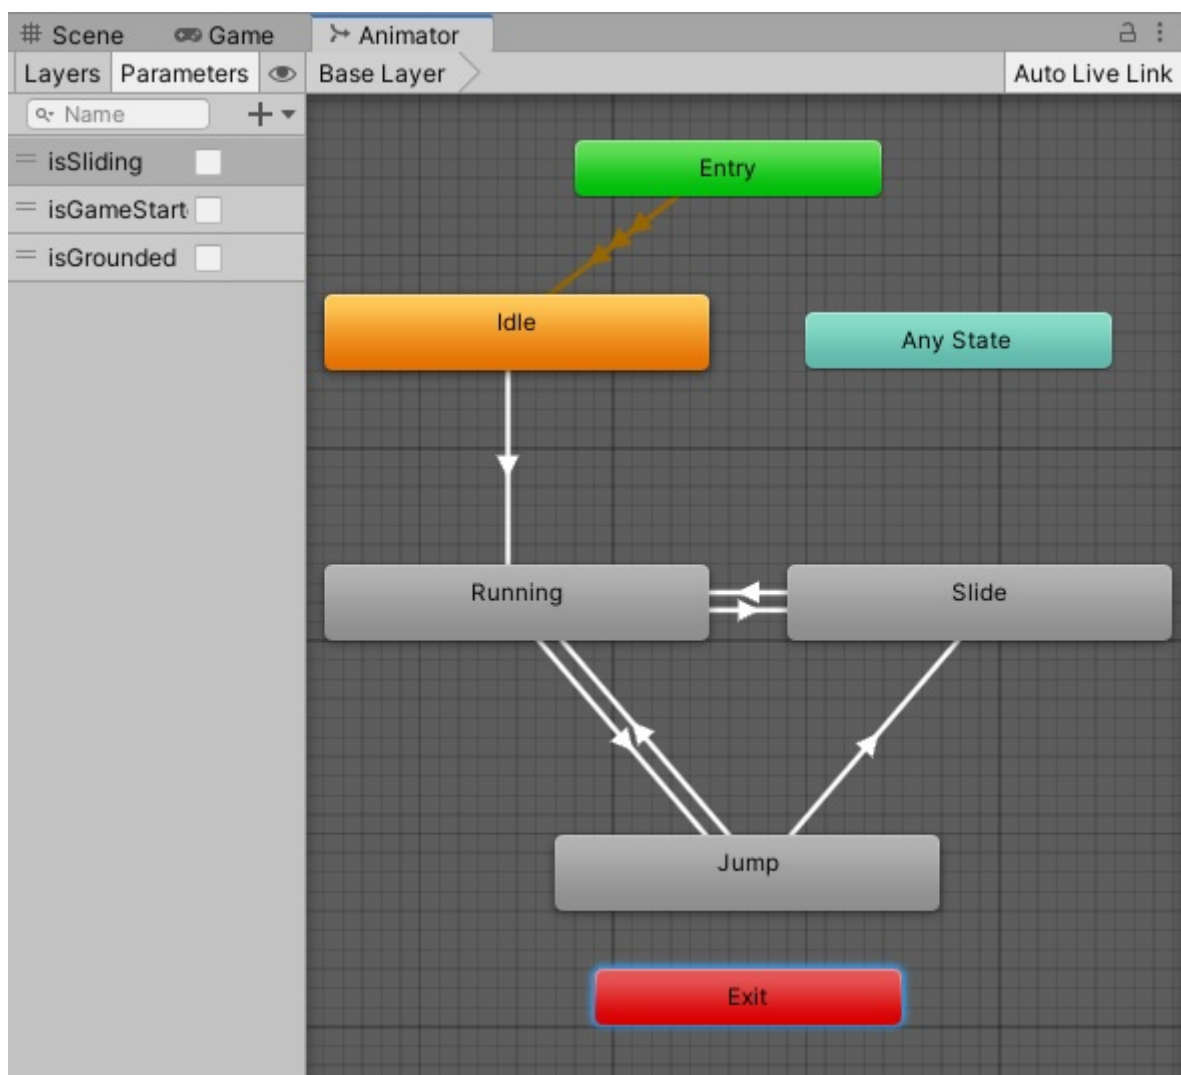 Scene Game Animator
Layers Parameters Base Layer Auto Live Link
Name
isSliding
isGameStart
isGrounded
Entry
Idle
Any State
Running
Slide
Jump
Exit